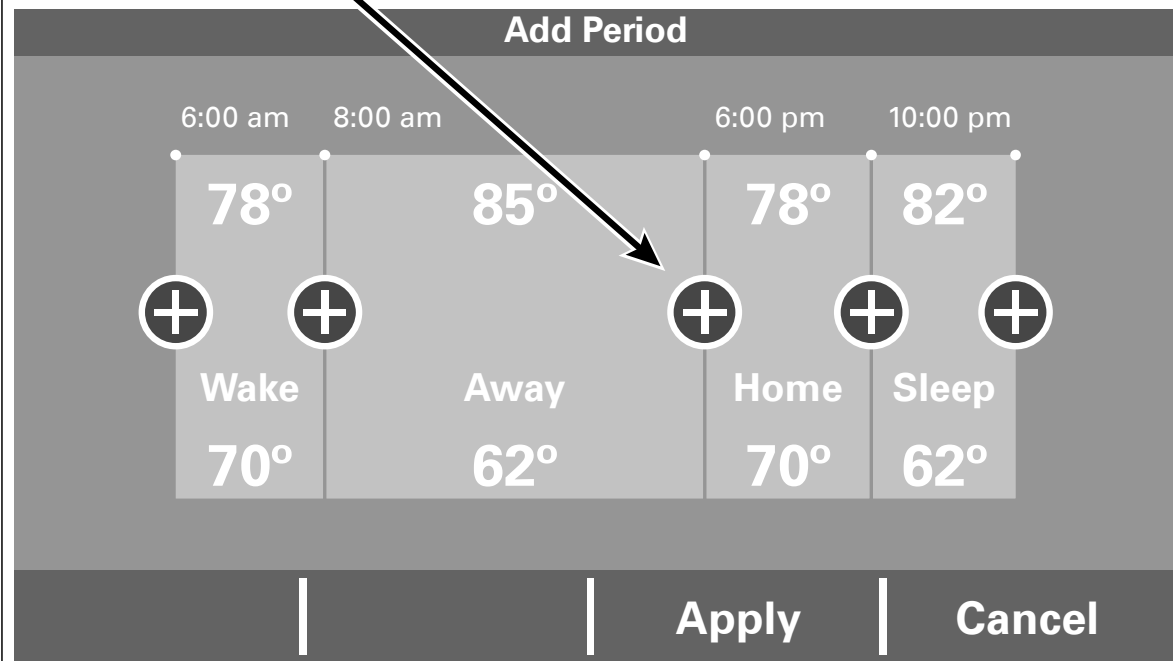 Add Period
6:00 am 8:00 am 6:00 pm 10:00 pm
78º 85º 78º 82º
Wake Away Home Sleep
70º 62º 70º 62º
Apply Cancel